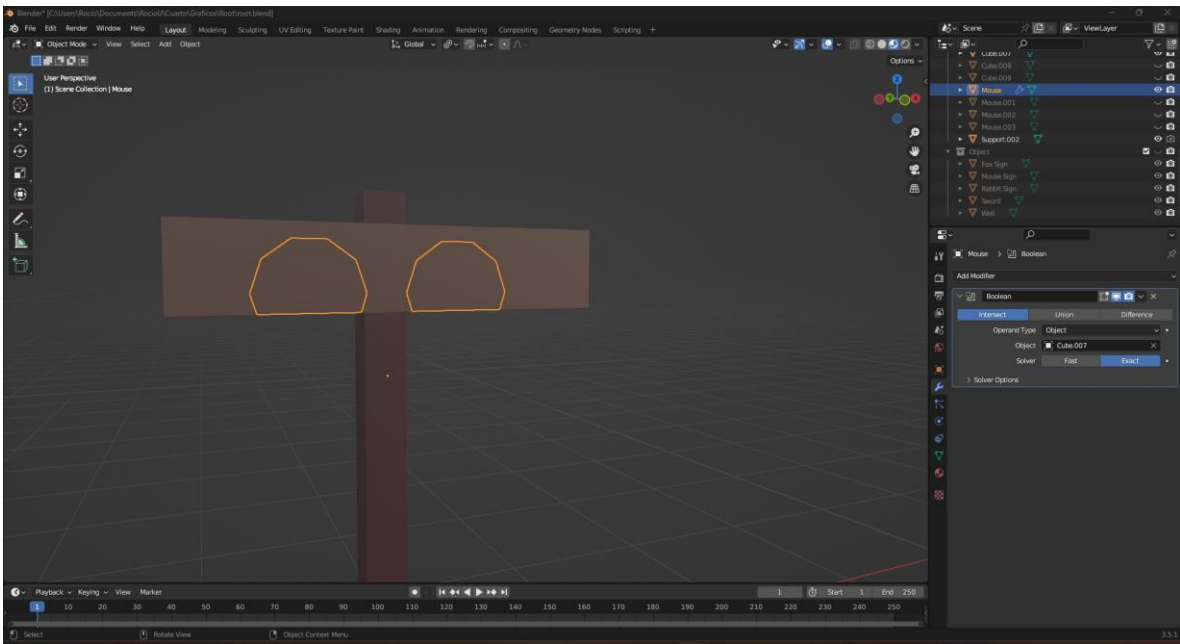 Blender* [C:\Users\Rocio\Documents\RocioU\Cuarto\Graficos\Root\root.blend]
File Edit Render Window Help Layout Modeling Sculpting UV Editing Texture Paint Shading Animation Rendering Compositing Geometry Nodes Scripting + Scene ViewLayer
Object Mode View Select Add Object Global
Options
User Perspective
(1) Scene Collection | Mouse
Z
Y
X
Cube.007
Cube.008
Cube.009
Mouse
Mouse.001
Mouse.002
Mouse.003
Support.002
Object
Fox Sign
Mouse Sign
Rabbit Sign
Sword
Well
Mouse > Boolean
Add Modifier
Boolean
Intersect Union Difference
Operand Type Object
Object Cube.007
Solver Fast Exact
Solver Options
Playback Keying View Marker 1 Start 1 End 250
1 10 20 30 40 50 60 70 80 90 100 110 120 130 140 150 160 170 180 190 200 210 220 230 240 250
Select Rotate View Object Context Menu 3.5.1